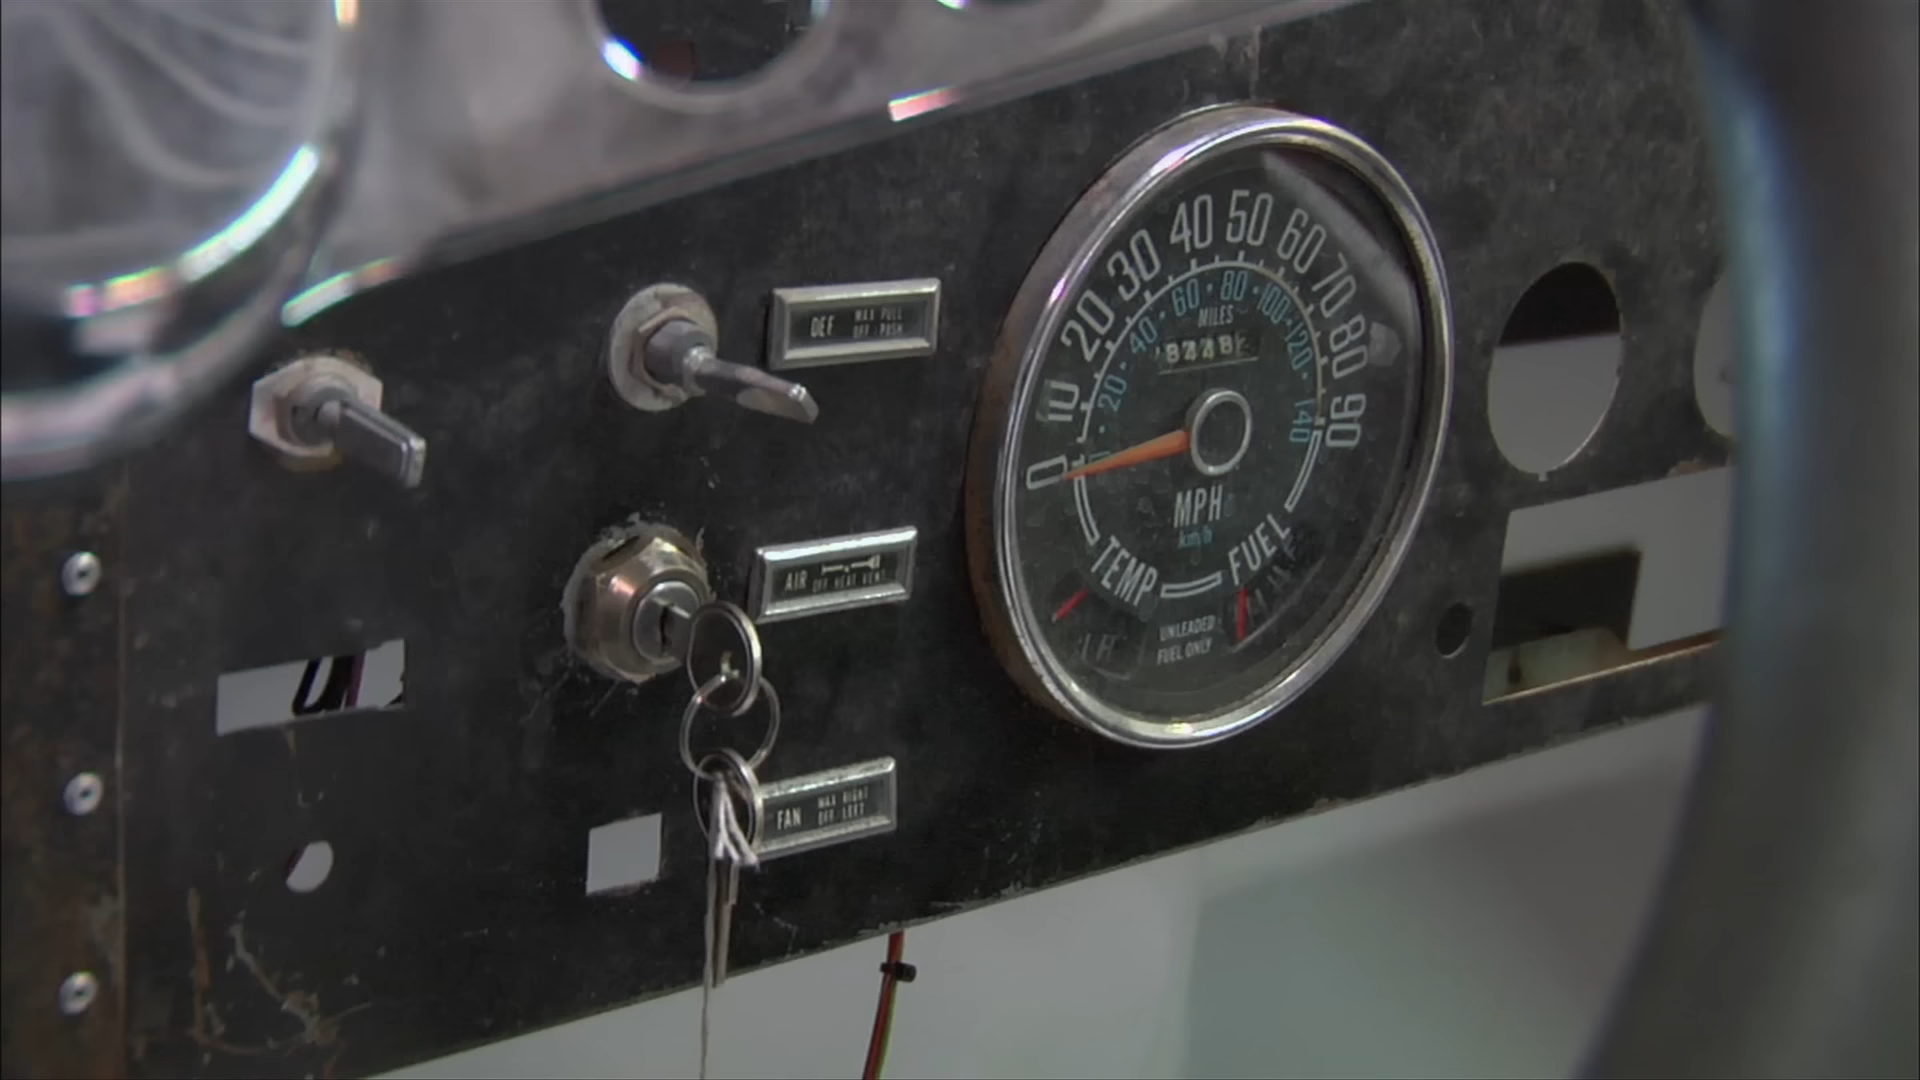 DEF MAX PULL
OFF PUSH
AIR
OFF HEAT VENT
FAN MAX RIGHT
OFF LEFT
0 10 20 30 40 50 60 70 80 90
20 40 60 80 100 120 140
MILES
MPH
km/h
TEMP FUEL
UNLEADED
FUEL ONLY